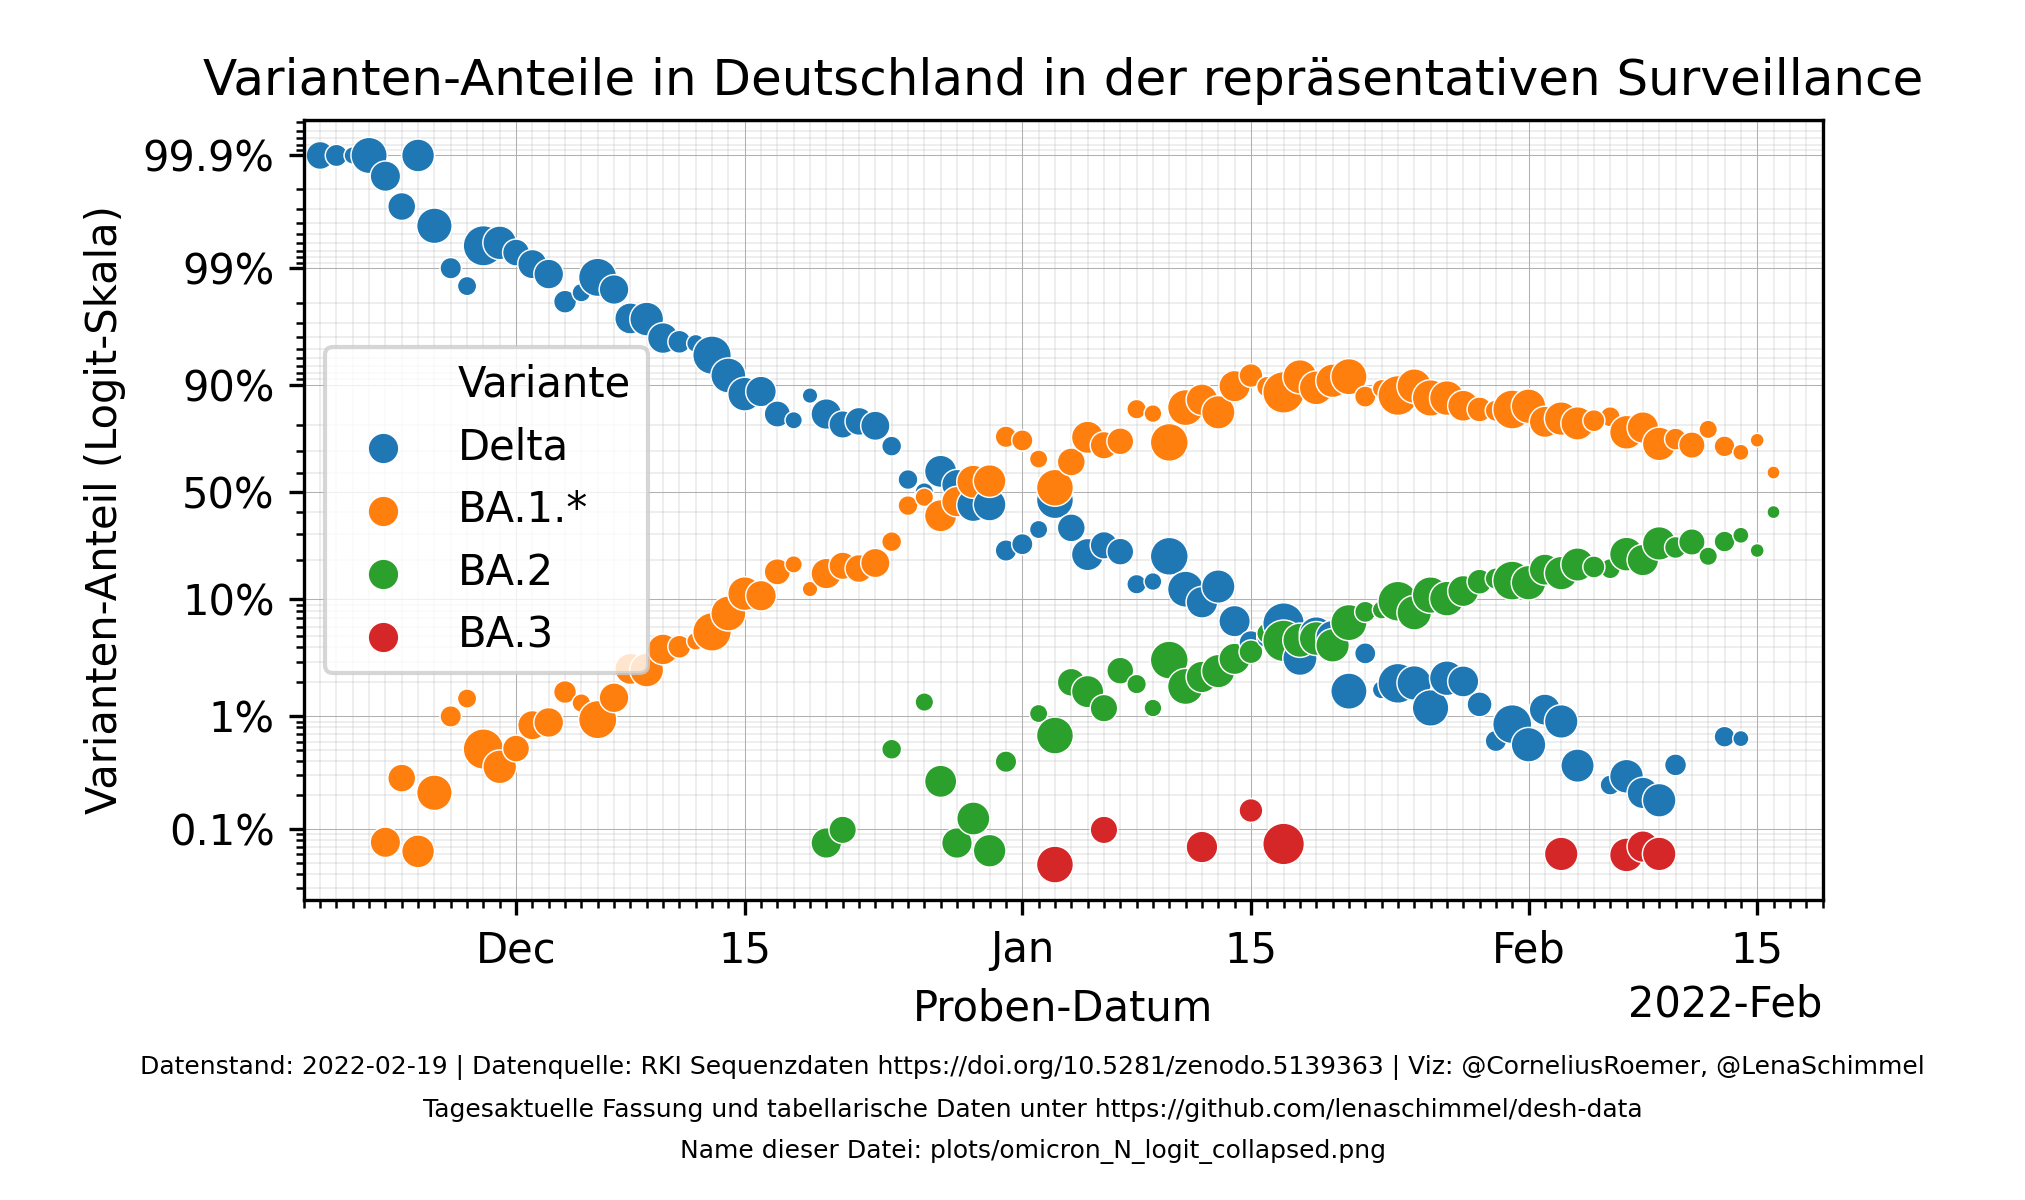 Varianten-Anteile in Deutschland in der repräsentativen Surveillance
Varianten-Anteil (Logit-Skala)
99.9%
99%
90%
50%
10%
1%
0.1%
Variante
Delta
BA.1.*
BA.2
BA.3
Dec 15 Jan 15 Feb 15
Proben-Datum 2022-Feb
Datenstand: 2022-02-19 | Datenquelle: RKI Sequenzdaten https://doi.org/10.5281/zenodo.5139363 | Viz: @CorneliusRoemer, @LenaSchimmel
Tagesaktuelle Fassung und tabellarische Daten unter https://github.com/lenaschimmel/desh-data
Name dieser Datei: plots/omicron_N_logit_collapsed.png